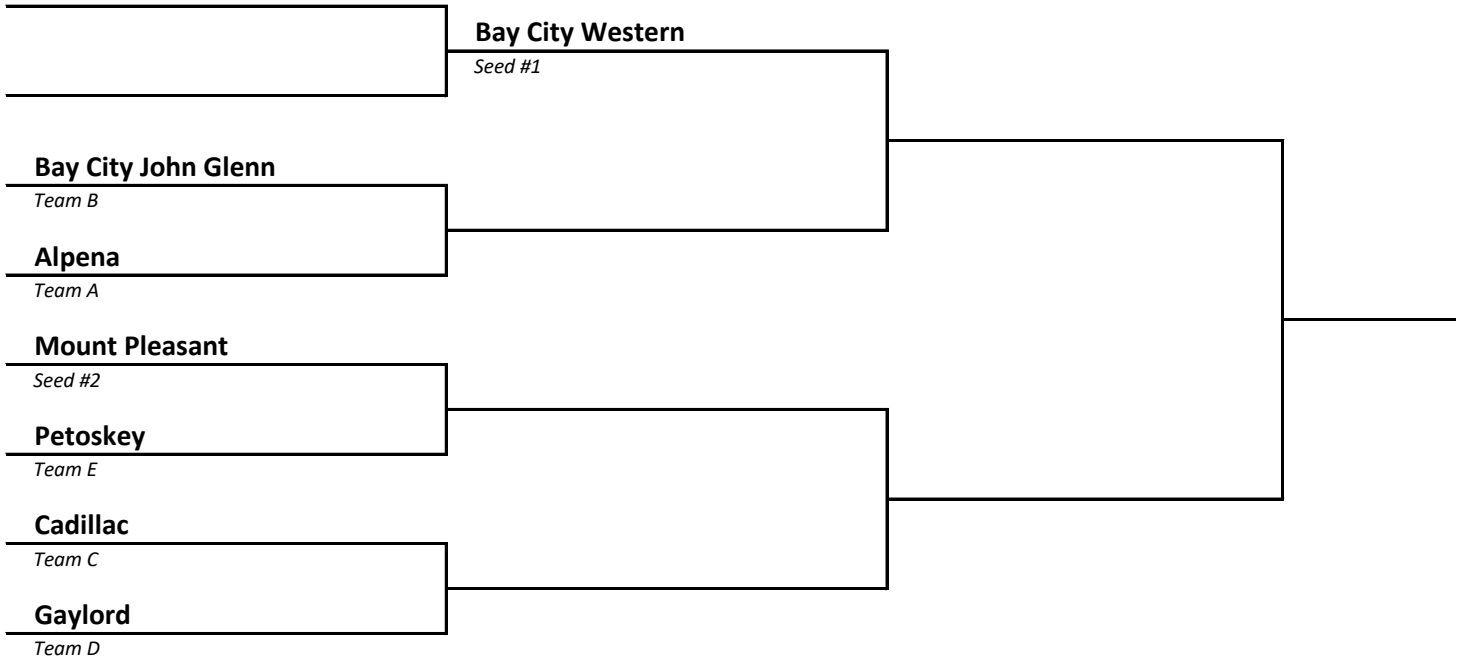 Bay City Western
Seed #1
Bay City John Glenn
Team B
Alpena
Team A
Mount Pleasant
Seed #2
Petoskey
Team E
Cadillac
Team C
Gaylord
Team D